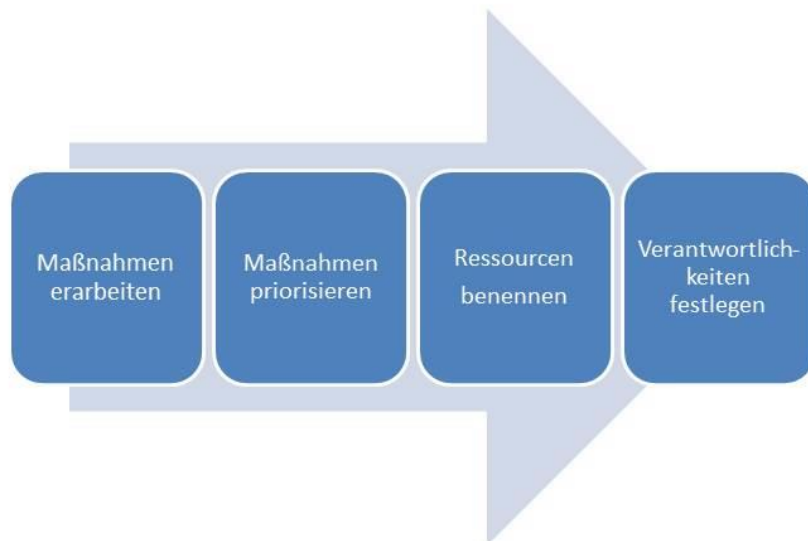 Maßnahmen
erarbeiten
Maßnahmen
priorisieren
Ressourcen
benennen
Verantwortlich-
keiten
festlegen